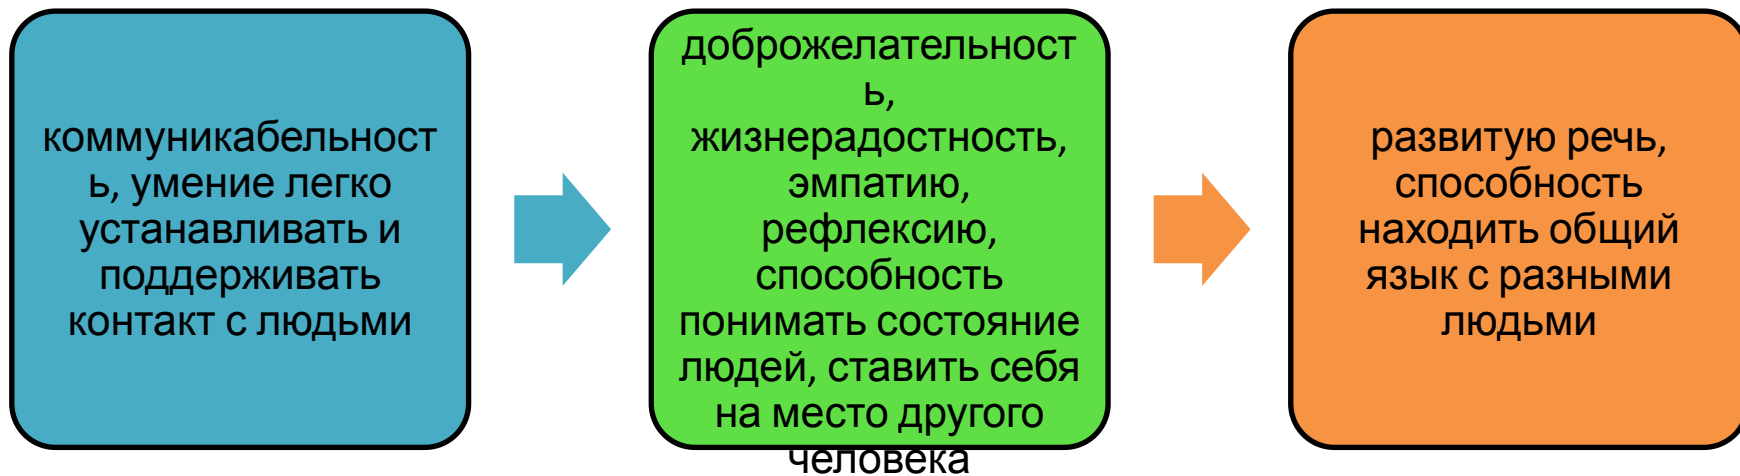 коммуникабельност
ь, умение легко
устанавливать и
поддерживать
контакт с людьми
доброжелательност
ь,
жизнерадостность,
эмпатию,
рефлексию,
способность
понимать состояние
людей, ставить себя
на место другого
человека
развитую речь,
способность
находить общий
язык с разными
людьми